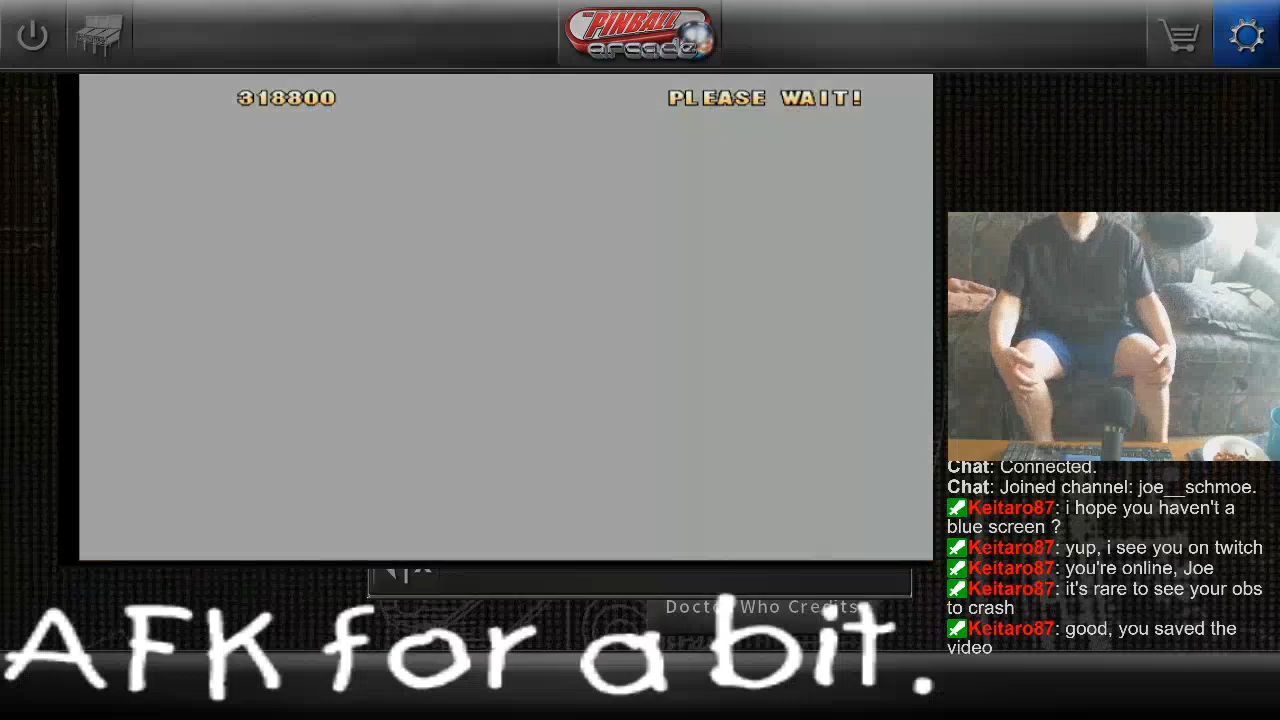 THE PINBALL
arcade
318800 PLEASE WAIT!
Chat: Connected.
Chat: Joined channel: joe__schmoe.
Keitaro87: i hope you haven't a
blue screen ?
Keitaro87: yup, i see you on twitch
Keitaro87: you're online, Joe
Keitaro87: it's rare to see your obs
to crash
Keitaro87: good, you saved the
video
Doctor Who Credits
AFK for a bit.